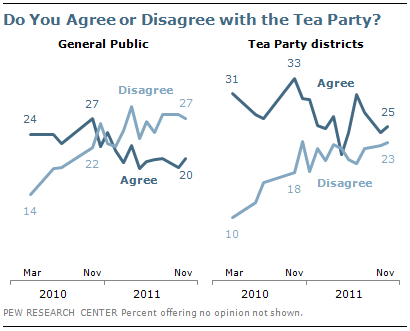 Do You Agree or Disagree with the Tea Party?
General Public
Tea Party districts
24
27
Disagree
27
14
22
Agree
20
31
33
Agree
25
10
18
Disagree
23
Mar Nov Nov
2010 2011
Mar Nov Nov
2010 2011
PEW RESEARCH CENTER Percent offering no opinion not shown.